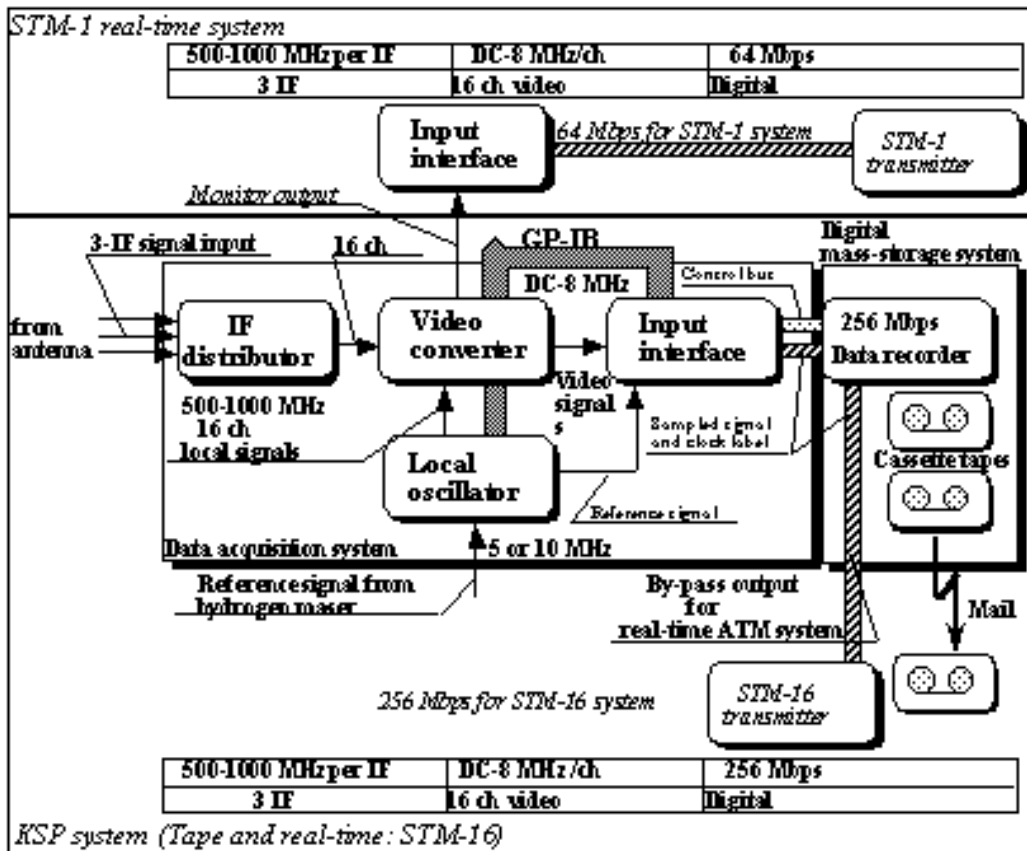 STM-1 real-time system
500-1000 MHz per IF DC-8 MHz/ch 64 Mbps
3 IF 16 ch video Digital
Input
interface
64 Mbps for STM-1 system
STM-1
transmitter
Monitor output
3-IF signal input
16 ch
GP-IB
Digital
mass-storage system
DC-8 MHz
Control bus
from
antenna
IF
distributor
Video
converter
Input
interface
256 Mbps
Data recorder
500-1000 MHz
16 ch
local signals
Video
signal
s
Sampled signal
and clock label
Cassette tapes
Local
oscillator
Reference signal
Data acquisition system
5 or 10 MHz
Reference signal from
hydrogen maser
By-pass output
for
real-time ATM system
Mail
256 Mbps for STM-16 system
STM-16
transmitter
500-1000 MHz per IF DC-8 MHz /ch 256 Mbps
3 IF 16 ch video Digital
KSP system (Tape and real-time: STM-16)